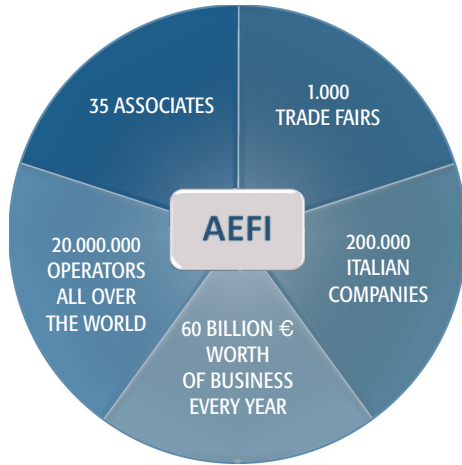 35 ASSOCIATES
1.000
TRADE FAIRS
AEFI
20.000.000
OPERATORS
ALL OVER
THE WORLD
200.000
ITALIAN
COMPANIES
60 BILLION €
WORTH
OF BUSINESS
EVERY YEAR